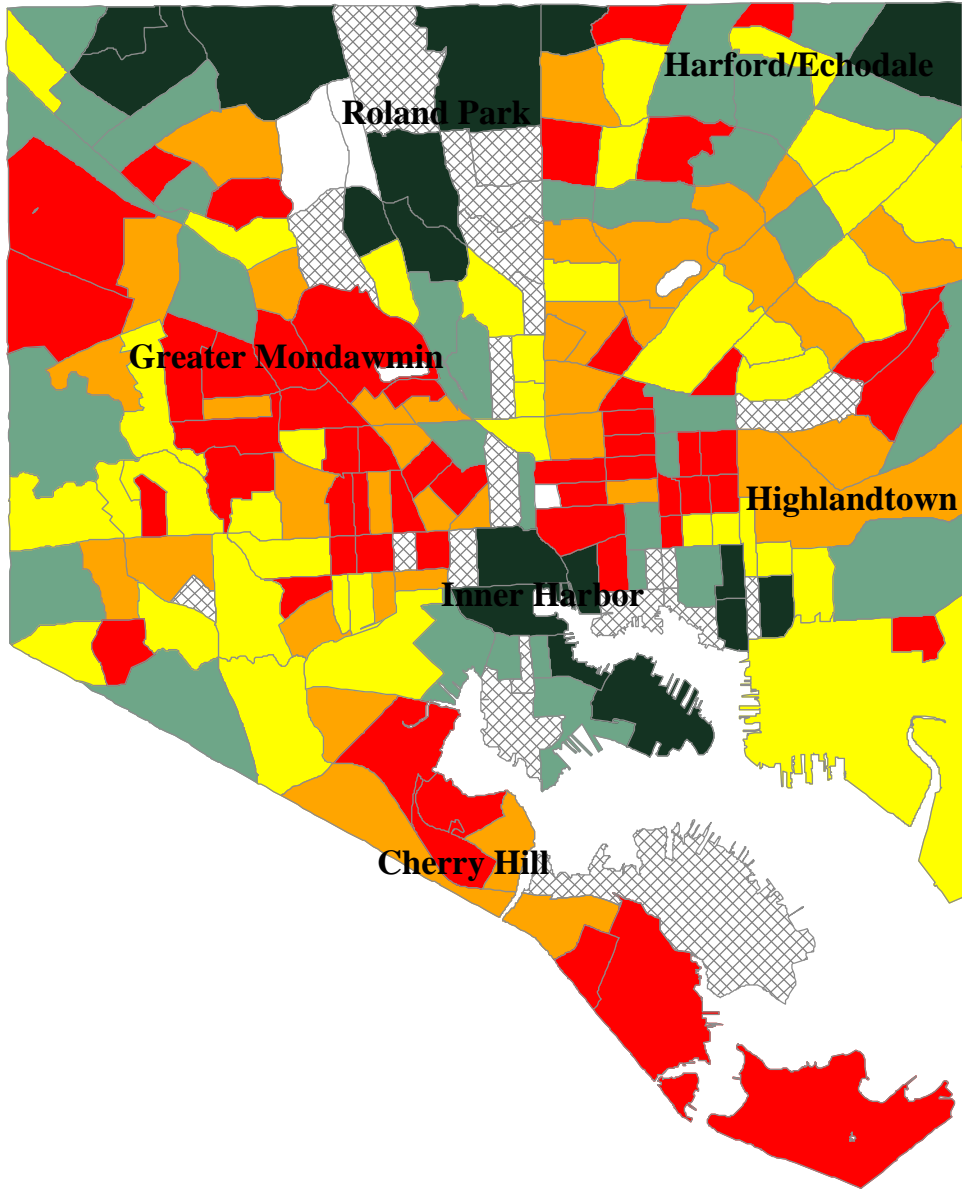 Harford/Echodale
Roland Park
Greater Mondawmin
Highlandtown
Inner Harbor
Cherry Hill